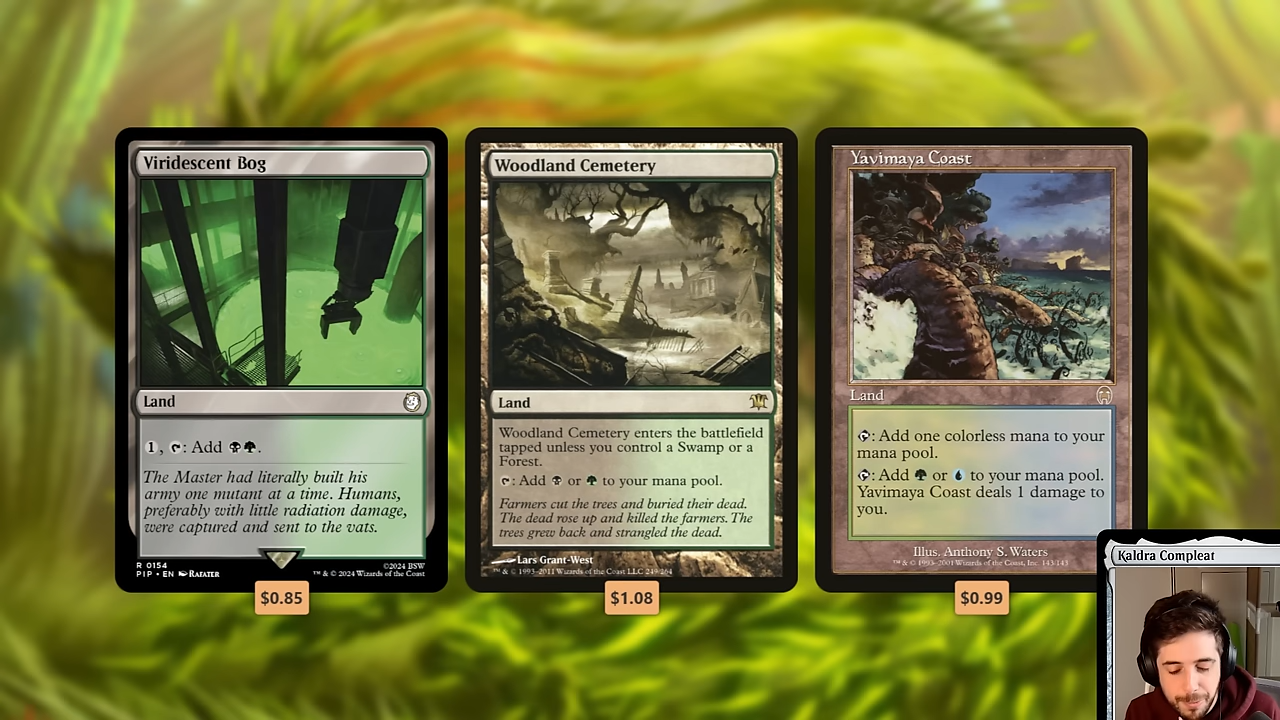 Viridescent Bog
Land
1, : Add .
The Master had literally built his
army one mutant at a time. Humans,
preferably with little radiation damage,
were captured and sent to the vats.
R 0154
PIP • EN RAFATER
©2024 BSW
™ & © 2024 Wizards of the Coast
$0.85
Woodland Cemetery
Land
Woodland Cemetery enters the battlefield
tapped unless you control a Swamp or a
Forest.
: Add or to your mana pool.
Farmers cut the trees and buried their dead.
The dead rose up and killed the farmers. The
trees grew back and strangled the dead.
Lars Grant-West
™ & © 1993–2011 Wizards of the Coast LLC 249/264
$1.08
Yavimaya Coast
Land
: Add one colorless mana to your
mana pool.
: Add or to your mana pool.
Yavimaya Coast deals 1 damage to
you.
Illus. Anthony S. Waters
™ & © 1993–2001 Wizards of the Coast, Inc. 143/143
$0.99
Kaldra Compleat